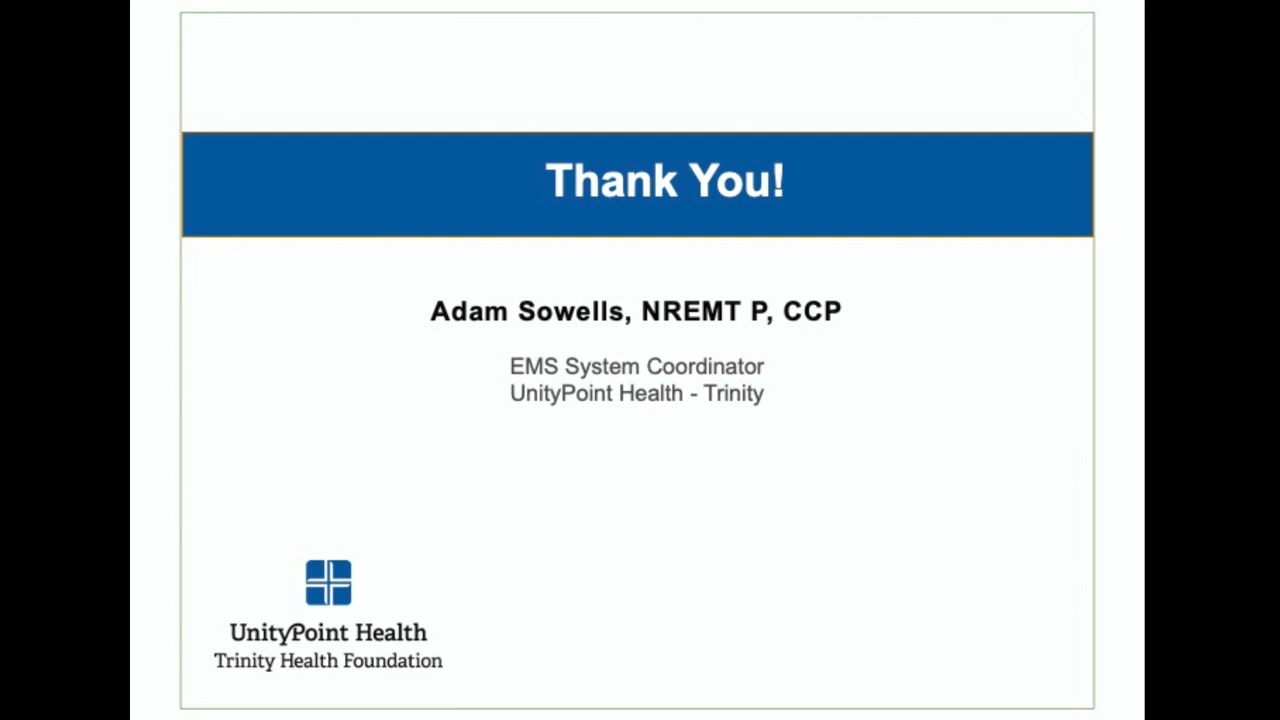 Thank You!
Adam Sowells, NREMT P, CCP
EMS System Coordinator
UnityPoint Health - Trinity
UnityPoint Health
Trinity Health Foundation